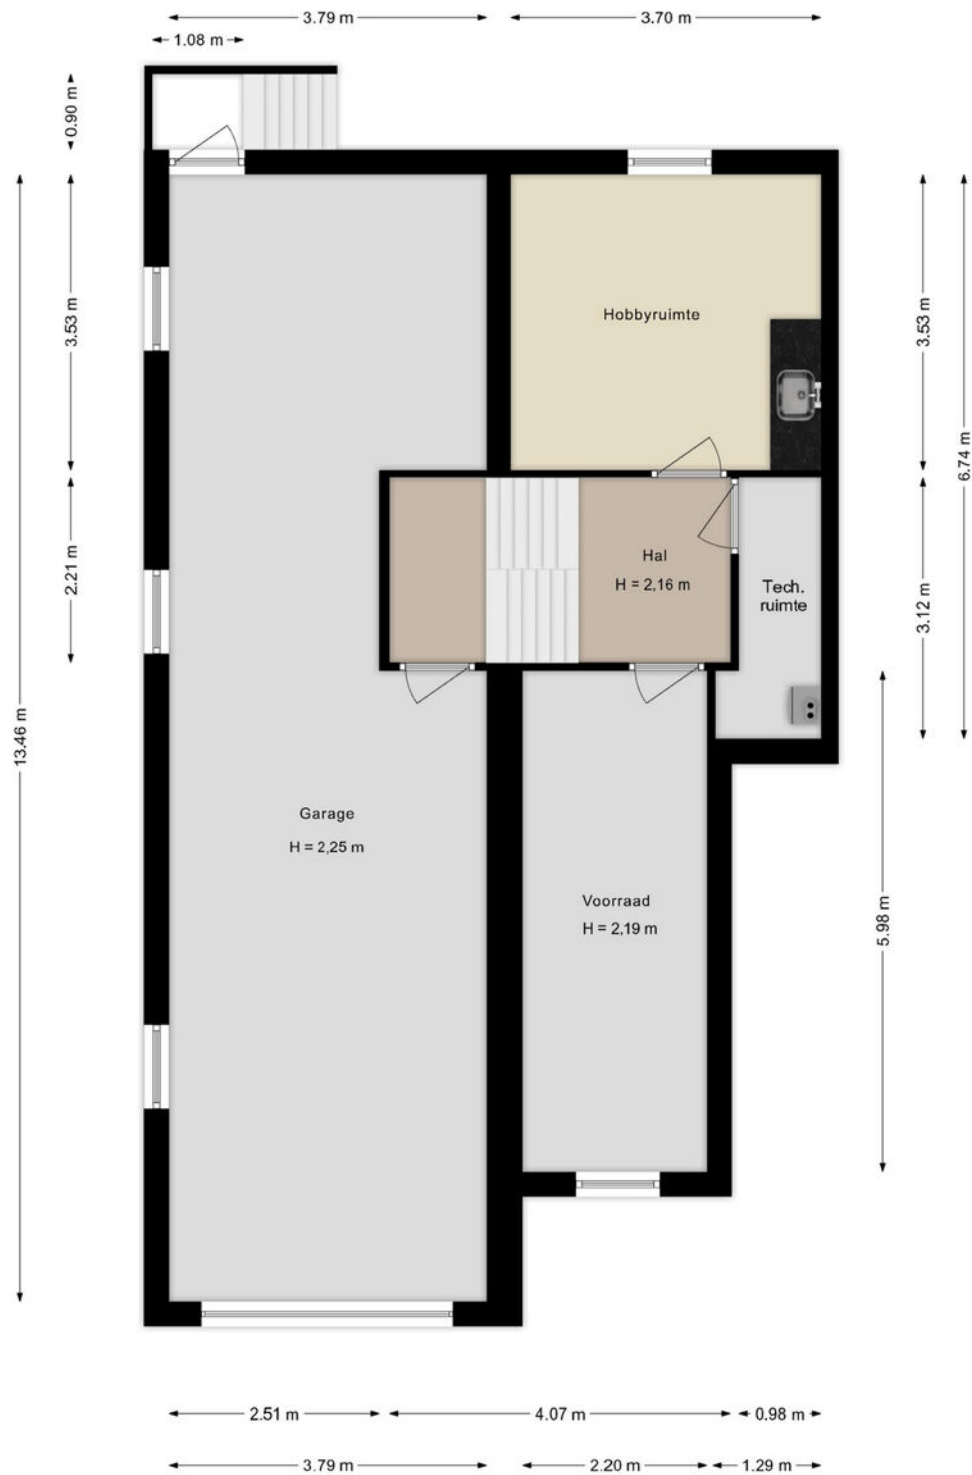 3.79 m
3.70 m
1.08 m
0.90 m
3.53 m
3.53 m
Hobbyruimte
6.74 m
2.21 m
Hal
H = 2,16 m
Tech.
ruimte
3.12 m
13.46 m
Garage
H = 2,25 m
Voorraad
H = 2,19 m
5.98 m
2.51 m
4.07 m
0.98 m
3.79 m
2.20 m
1.29 m